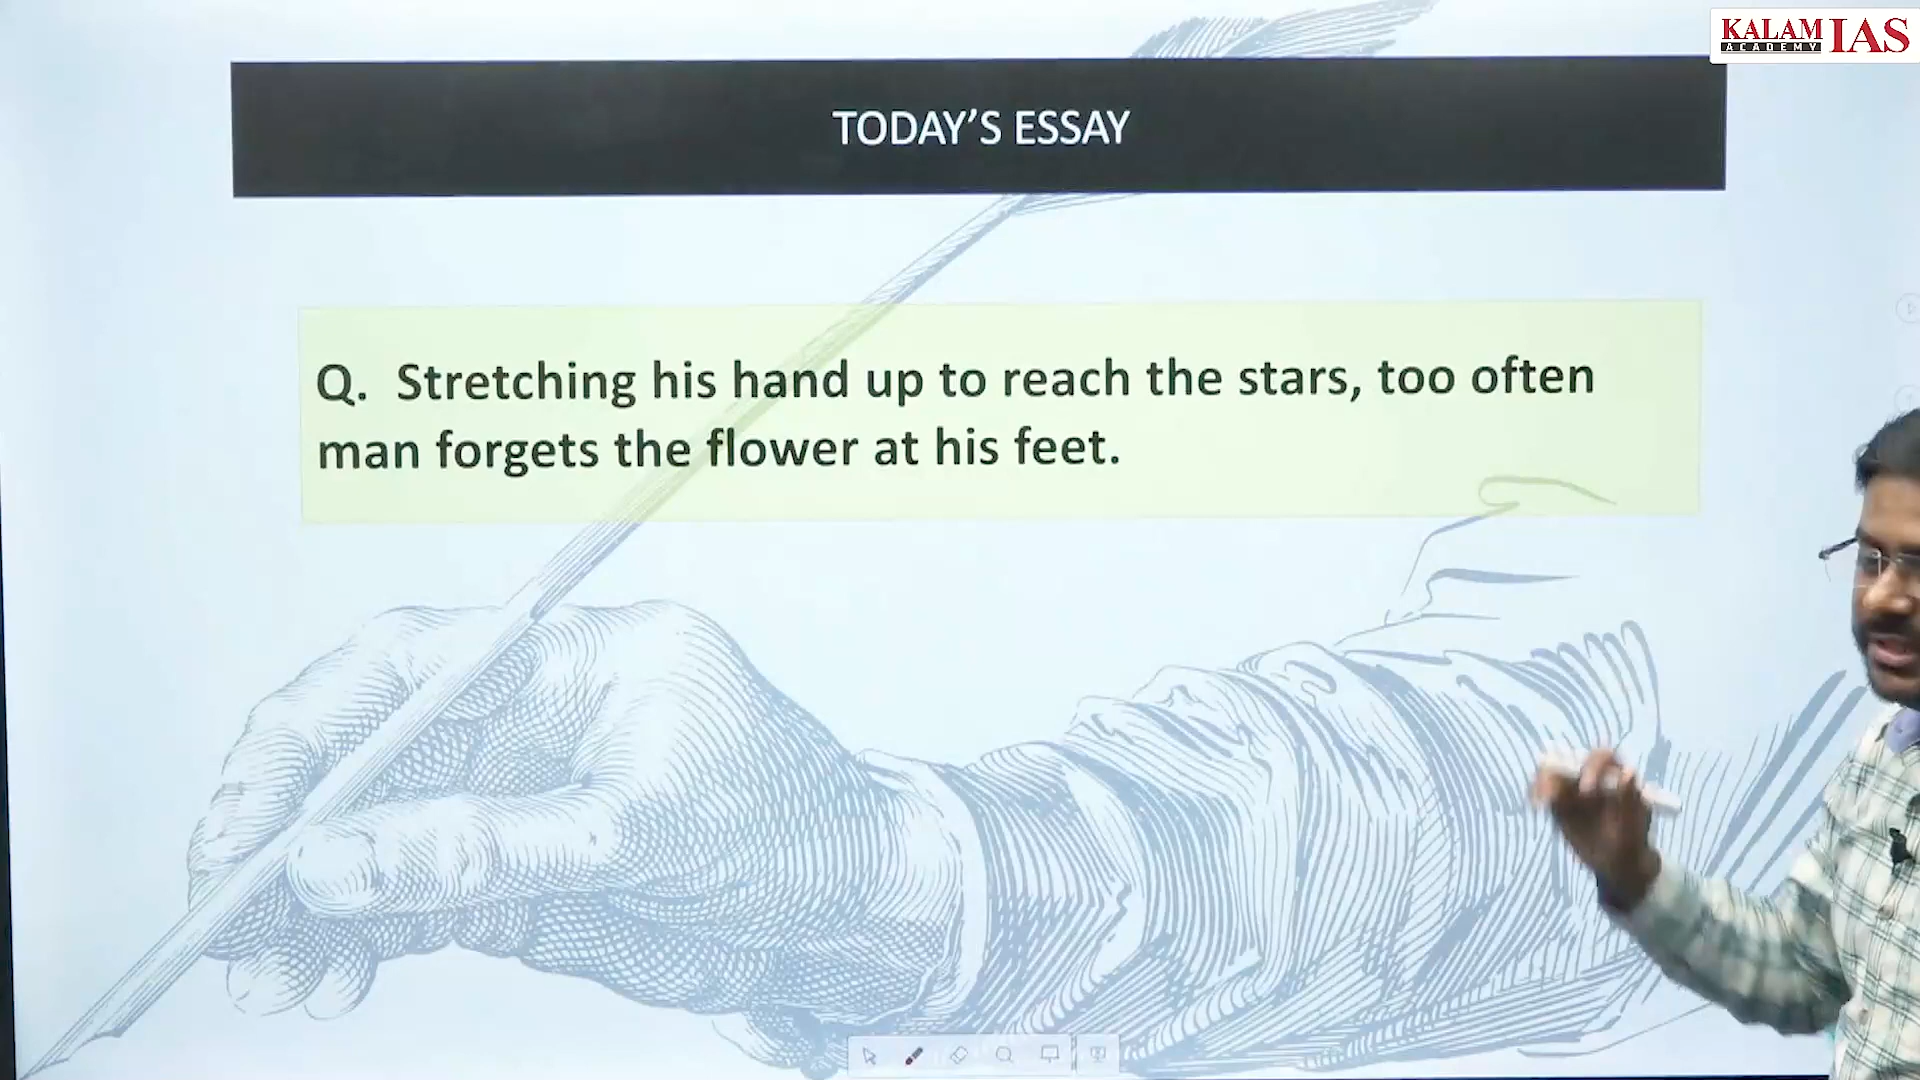 KALAM IAS
ACADEMY
TODAY'S ESSAY
Q. Stretching his hand up to reach the stars, too often
man forgets the flower at his feet.